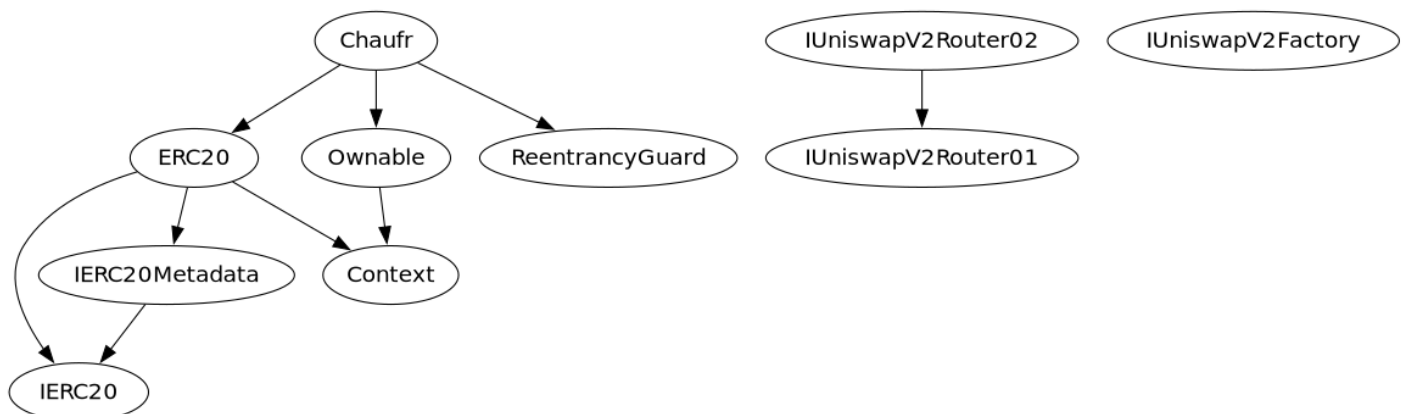 Chaufr
IUniswapV2Router02
IUniswapV2Factory
ERC20
Ownable
ReentrancyGuard
IUniswapV2Router01
IERC20Metadata
Context
IERC20